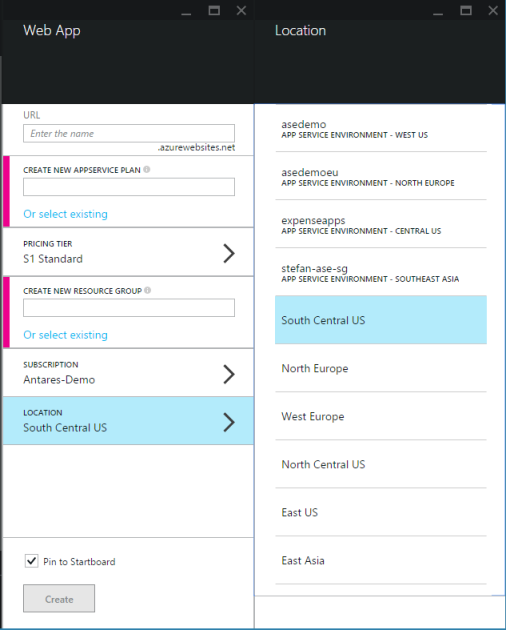 Web App
URL
Enter the name
.azurewebsites.net
CREATE NEW APPSERVICE PLAN
Or select existing
PRICING TIER
S1 Standard
CREATE NEW RESOURCE GROUP
Or select existing
SUBSCRIPTION
Antares-Demo
LOCATION
South Central US
Pin to Startboard
Create
Location
asedemo
APP SERVICE ENVIRONMENT - WEST US
asedemoeu
APP SERVICE ENVIRONMENT - NORTH EUROPE
expenseapps
APP SERVICE ENVIRONMENT - CENTRAL US
stefan-ase-sg
APP SERVICE ENVIRONMENT - SOUTHEAST ASIA
South Central US
North Europe
West Europe
North Central US
East US
East Asia